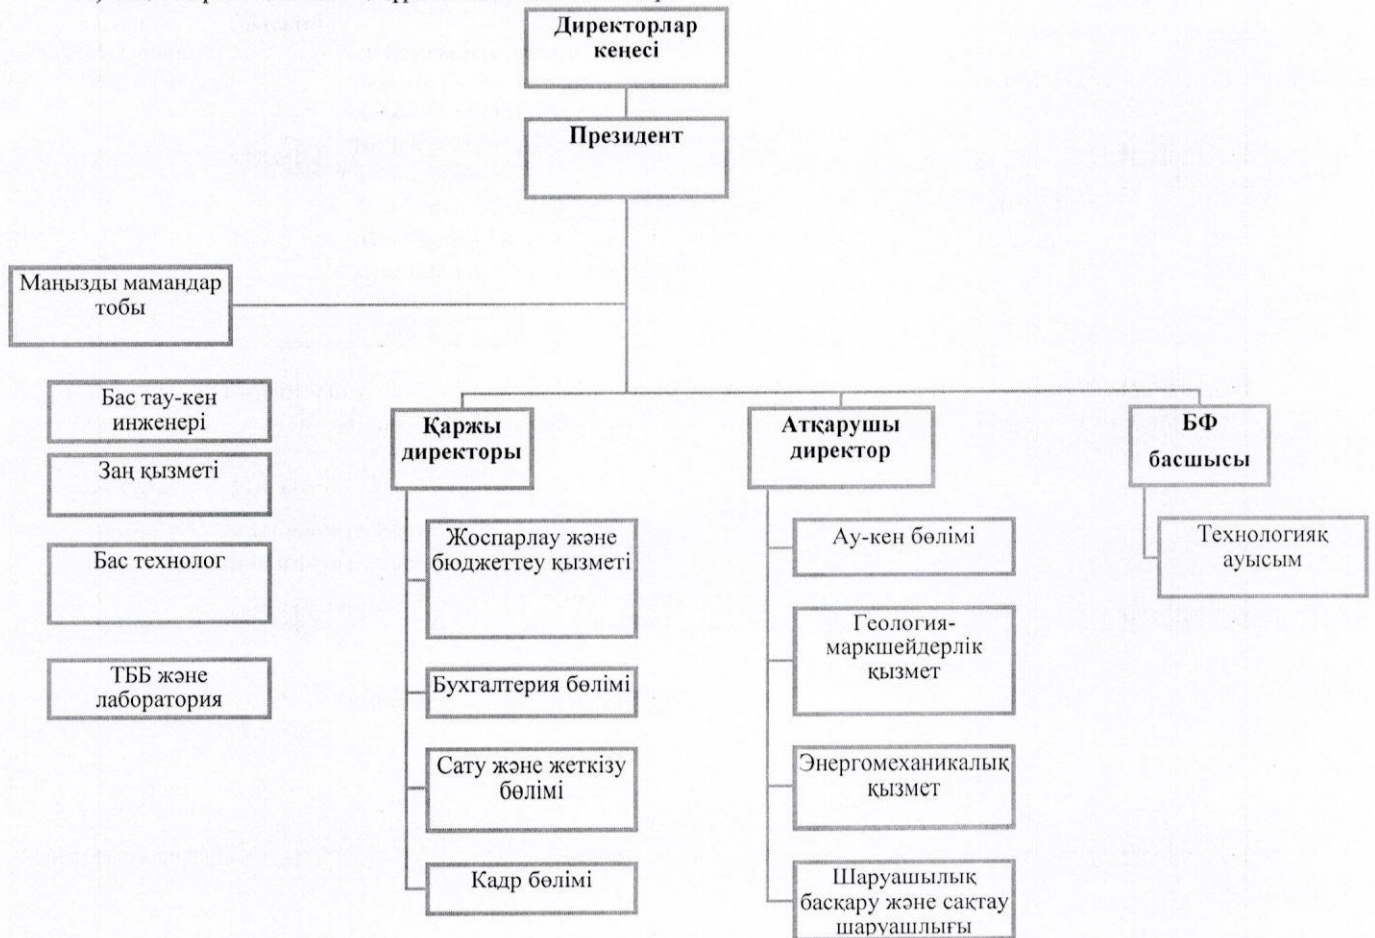 Директорлар
кеңесі
Президент
Маңызды мамандар
тобы
Бас тау-кен
инженері
Заң қызметі
Бас технолог
ТББ және
лаборатория
Қаржы
директоры
Жоспарлау және
бюджеттеу қызметі
Бухгалтерия бөлімі
Сату және жеткізу
бөлімі
Кадр бөлімі
Атқарушы
директор
Ау-кен бөлімі
Геология-
маркшейдерлік
қызмет
Энергомеханикалық
қызмет
Шаруашылық
басқару және сақтау
шаруашлығы
БФ
басшысы
Технологияқ
ауысым